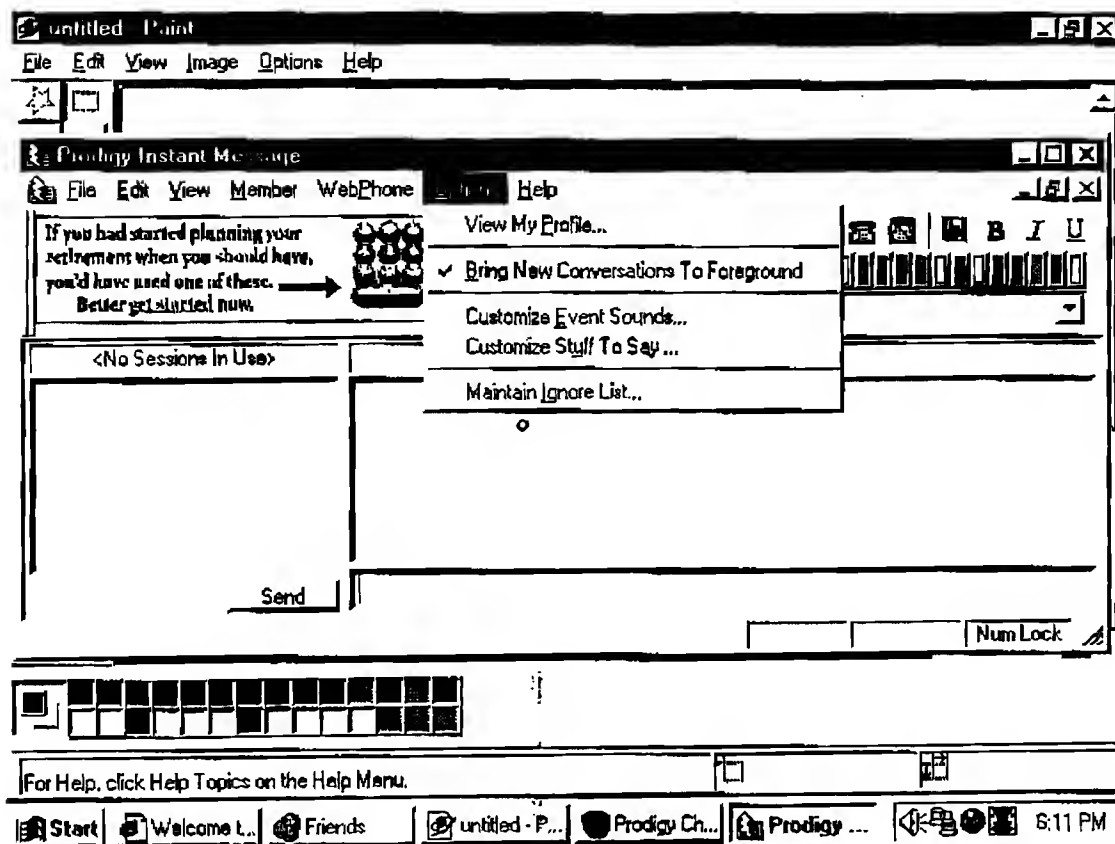 untitled - Paint
File Edit View Image Options Help
Prodigy Instant Message
File Edit View Member WebPhone Help
If you had started planning your
retirement when you should have,
you'd have used one of these.
Better get started now.
View My Profile...
Bring New Conversations To Foreground
Customize Event Sounds...
Customize Stuff To Say ...
Maintain Ignore List...
B I U
<No Sessions In Use>
Send
Num Lock
For Help, click Help Topics on the Help Menu.
Start Welcome t... Friends untitled - P... Prodigy Ch... Prodigy ... 6:11 PM